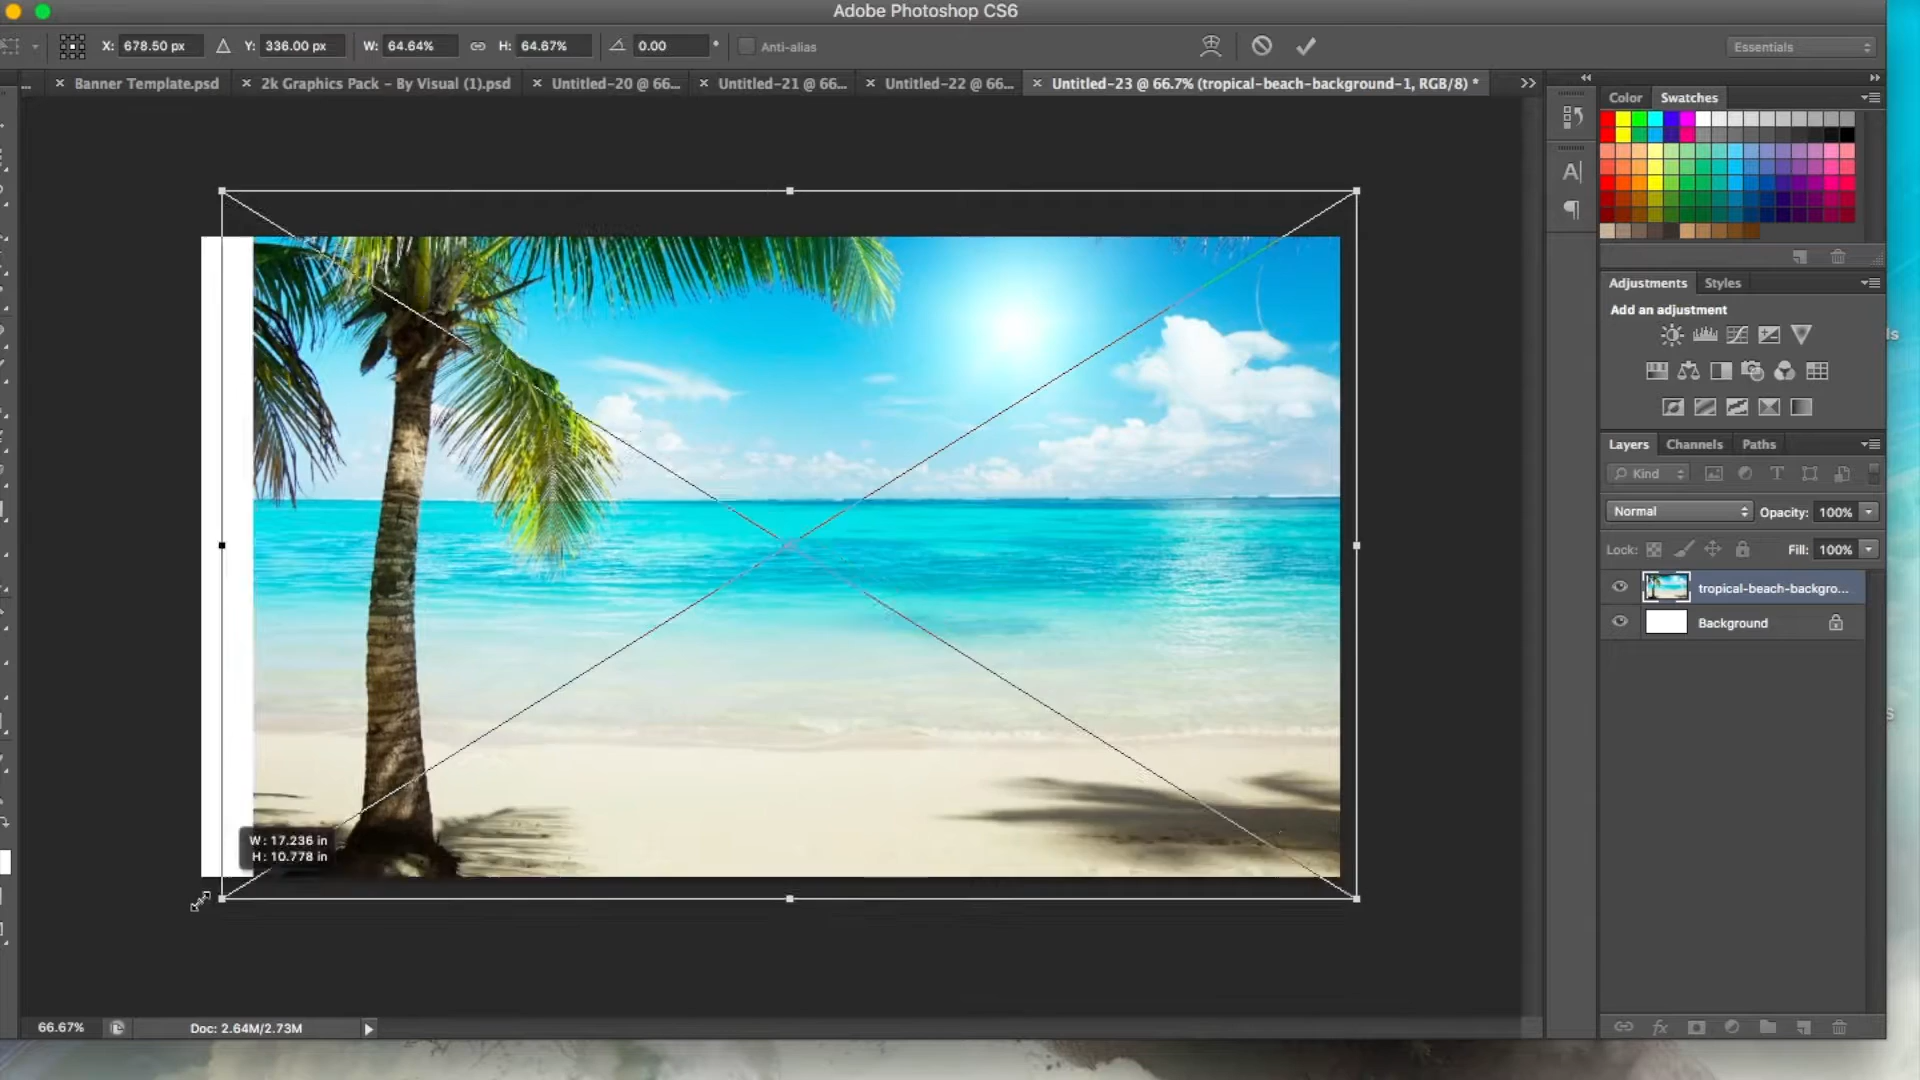 Adobe Photoshop CS6
X: 678.50 px Y: 336.00 px W: 64.64% H: 64.67% 0.00 ° Anti-alias Essentials
... × Banner Template.psd × 2k Graphics Pack - By Visual (1).psd × Untitled-20 @ 66... × Untitled-21 @ 66... × Untitled-22 @ 66... × Untitled-23 @ 66.7% (tropical-beach-background-1, RGB/8) * >>
Color Swatches
Adjustments Styles
Add an adjustment
Layers Channels Paths
Kind
Normal Opacity: 100%
Lock: Fill: 100%
tropical-beach-backgro...
Background
W: 17.236 in
H: 10.778 in
66.67% Doc: 2.64M/2.73M